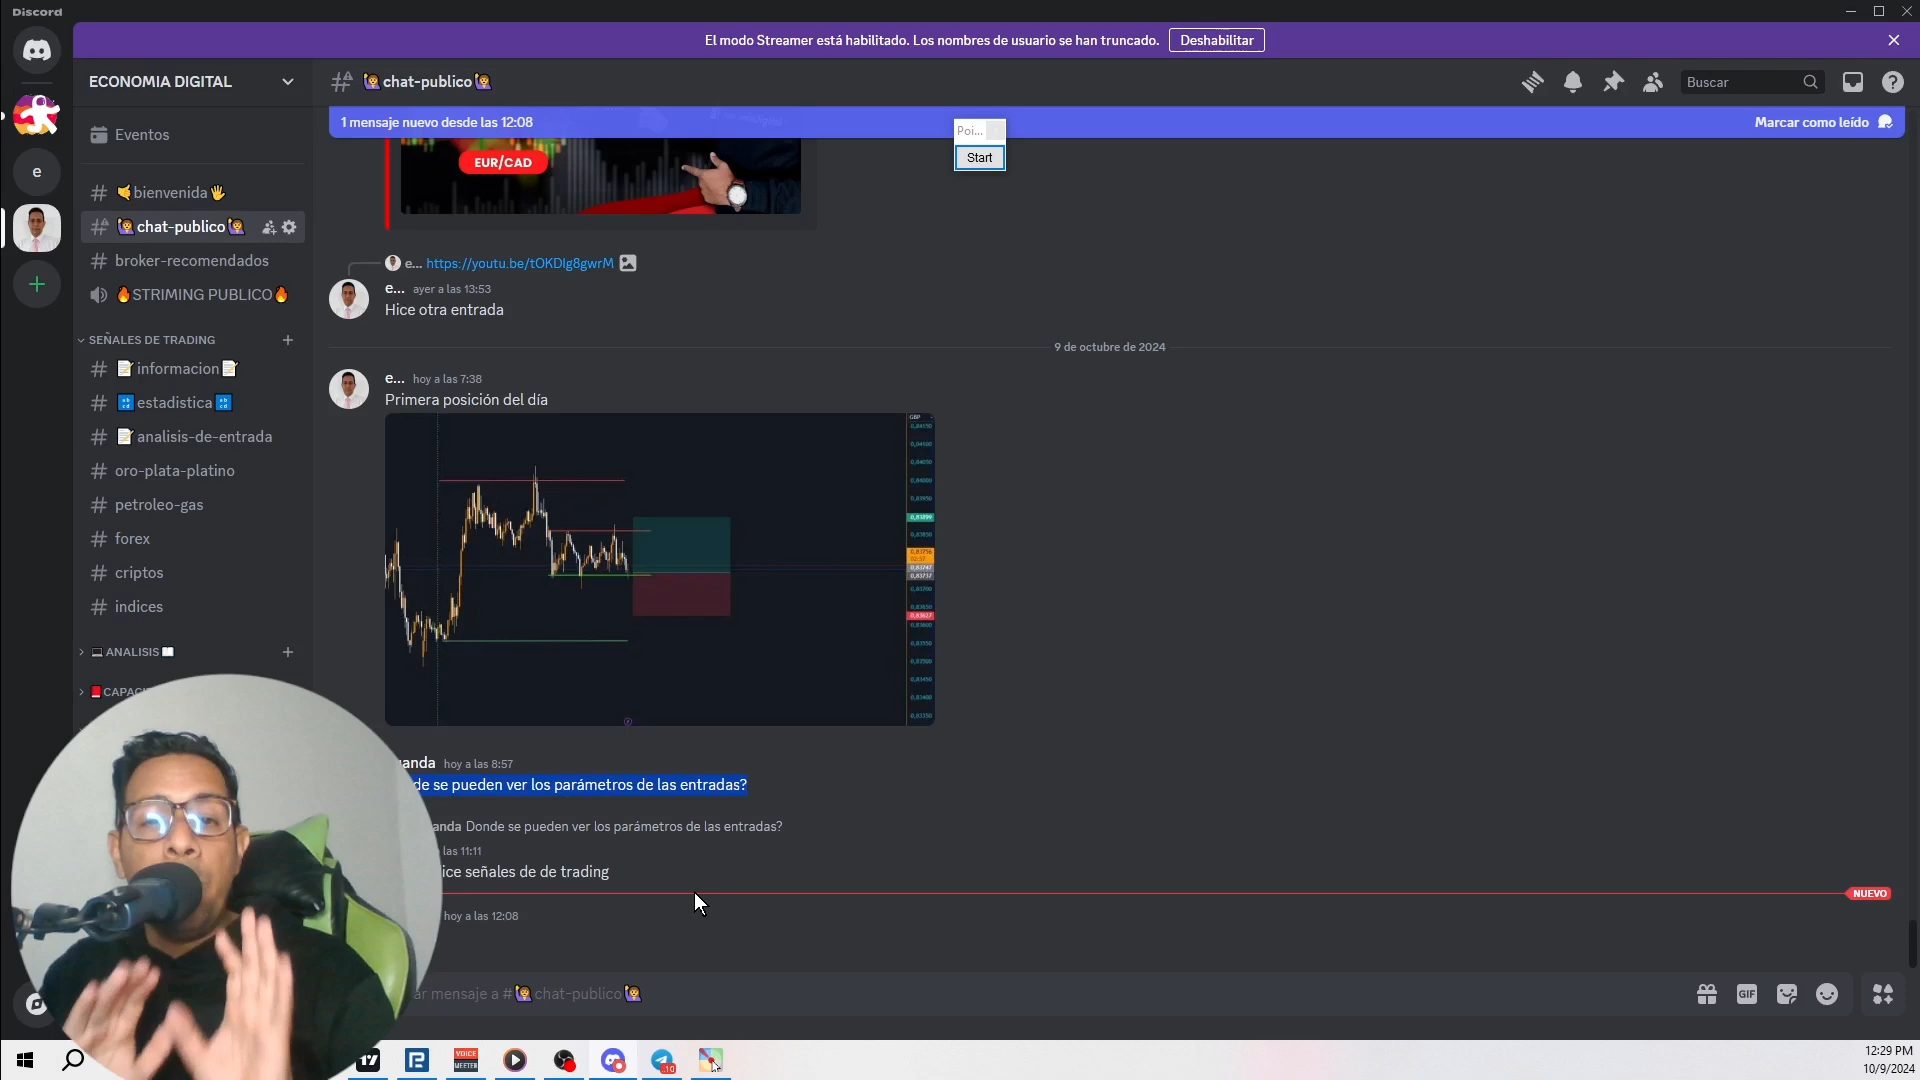 Discord
El modo Streamer está habilitado. Los nombres de usuario se han truncado.
Deshabilitar
ECONOMIA DIGITAL
chat-publico
Buscar
1 mensaje nuevo desde las 12:08
Marcar como leído
Poi...
Start
Eventos
e
bienvenida
chat-publico
broker-recomendados
STRIMING PUBLICO
SEÑALES DE TRADING
informacion
estadistica
analisis-de-entrada
oro-plata-platino
petroleo-gas
forex
criptos
indices
ANALISIS
EUR/CAD
e... https://youtu.be/tOKDIg8gwrM
e... ayer a las 13:53
Hice otra entrada
9 de octubre de 2024
e... hoy a las 7:38
Primera posición del día
GBP
hoy a las 8:57
se pueden ver los parámetros de las entradas?
Donde se pueden ver los parámetros de las entradas?
las 11:11
señales de de trading
NUEVO
hoy a las 12:08
mensaje a # chat-publico
GIF
VOICE
MEETER
12:29 PM
10/9/2024